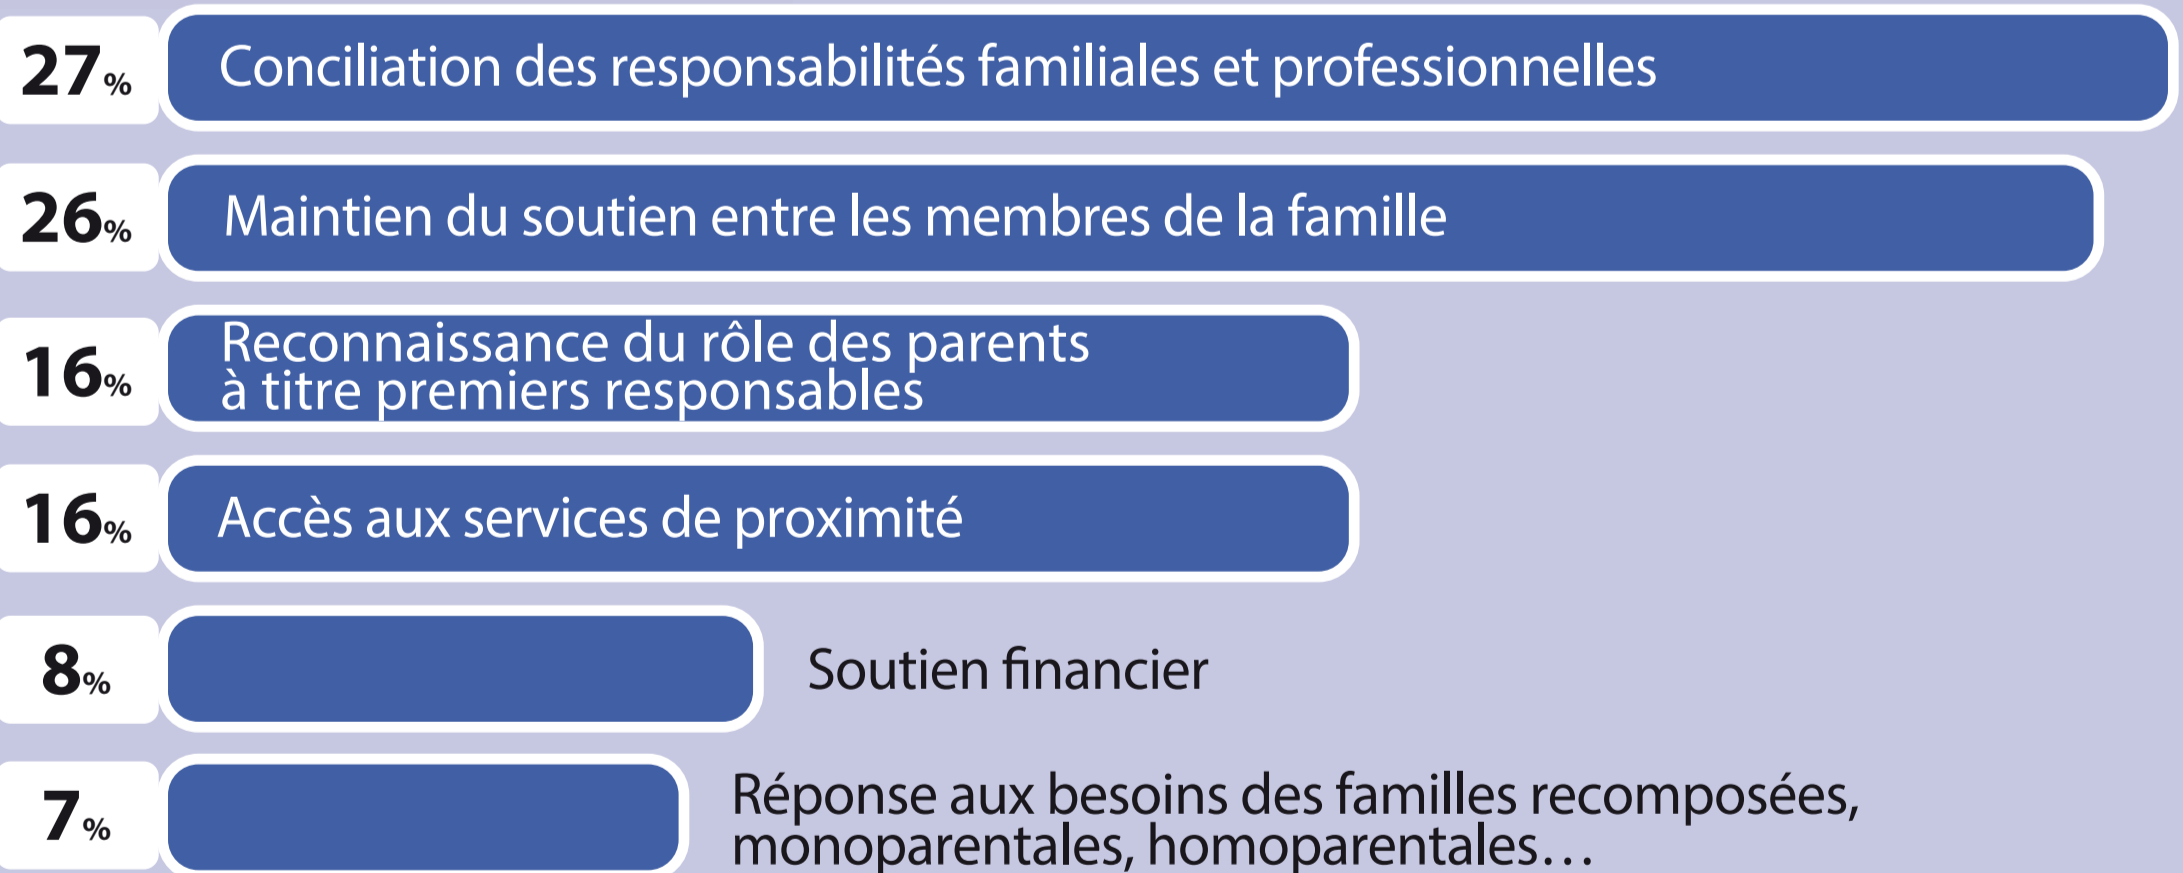 27% Conciliation des responsabilités familiales et professionnelles
26% Maintien du soutien entre les membres de la famille
16% Reconnaissance du rôle des parents
à titre premiers responsables
16% Accès aux services de proximité
8% Soutien financier
7% Réponse aux besoins des familles recomposées,
monoparentales, homoparentales…